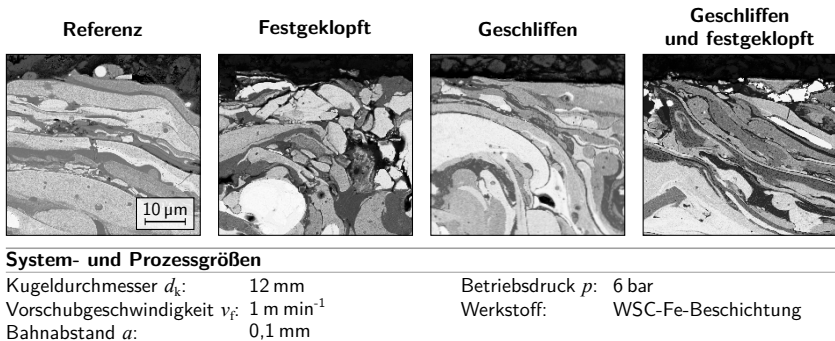 Referenz
Festgeklopft
Geschliffen
Geschliffen
und festgeklopft
10 µm
System- und Prozessgrößen
Kugeldurchmesser dk: 12 mm Betriebsdruck p: 6 bar
Vorschubgeschwindigkeit vf: 1 m min-1 Werkstoff: WSC-Fe-Beschichtung
Bahnabstand a: 0,1 mm